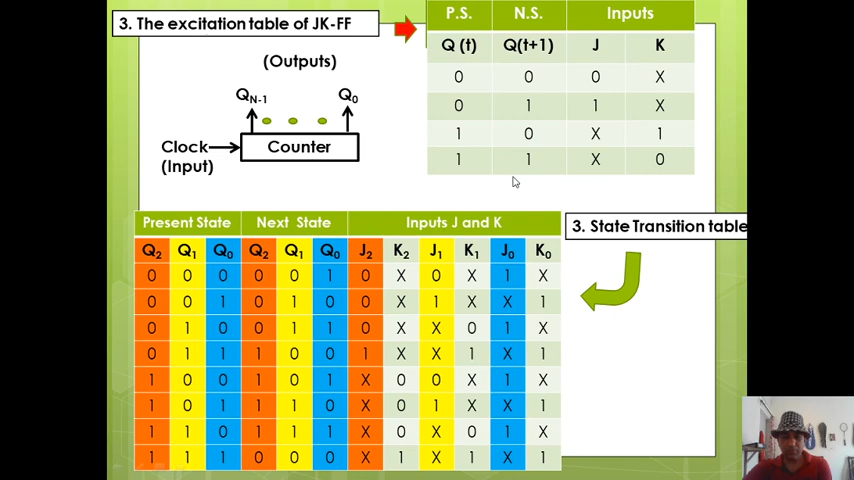 3. The excitation table of JK-FF
P.S. N.S. Inputs
Q (t) Q(t+1) J K
0 0 0 X
0 1 1 X
1 0 X 1
1 1 X 0
(Outputs)
QN-1 Q0
Clock
(Input)
Counter
3. State Transition table
Present State Next State Inputs J and K
Q2 Q1 Q0 Q2 Q1 Q0 J2 K2 J1 K1 J0 K0
0 0 0 0 0 1 0 X 0 X 1 X
0 0 1 0 1 0 0 X 1 X X 1
0 1 0 0 1 1 0 X X 0 1 X
0 1 1 1 0 0 1 X X 1 X 1
1 0 0 1 0 1 X 0 0 X 1 X
1 0 1 1 1 0 X 0 1 X X 1
1 1 0 1 1 1 X 0 X 0 1 X
1 1 1 0 0 0 X 1 X 1 X 1